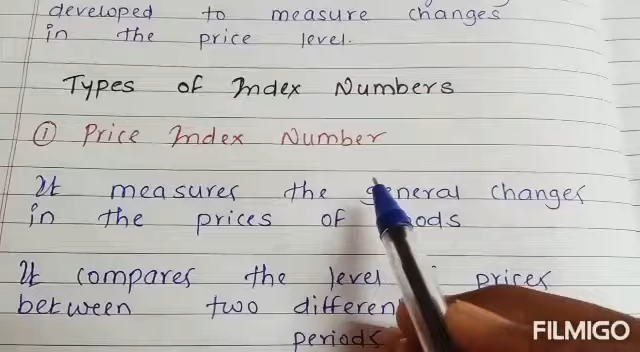 developed to measure changes
in the price level.
Types of Index Numbers
① Price Index Number
It measures the general changes
in the prices of
It compares the level prices
between two
periods
FILMIGO